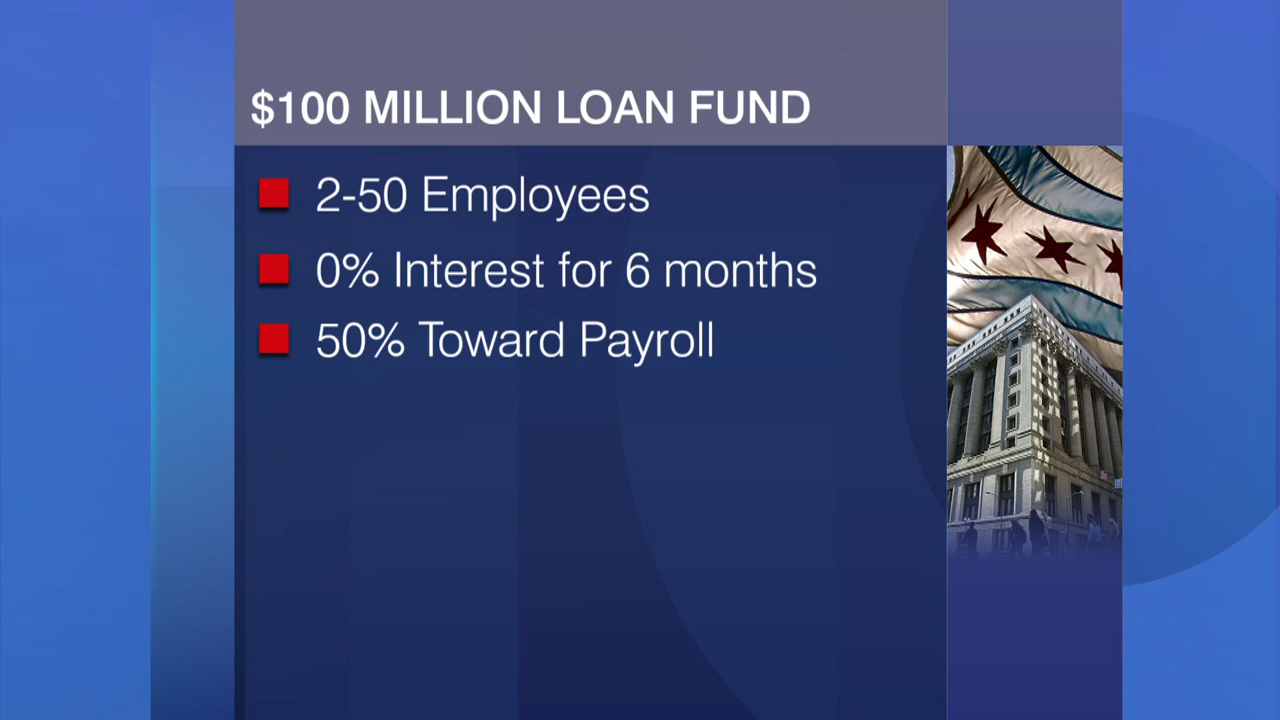 $100 MILLION LOAN FUND
2-50 Employees
0% Interest for 6 months
50% Toward Payroll